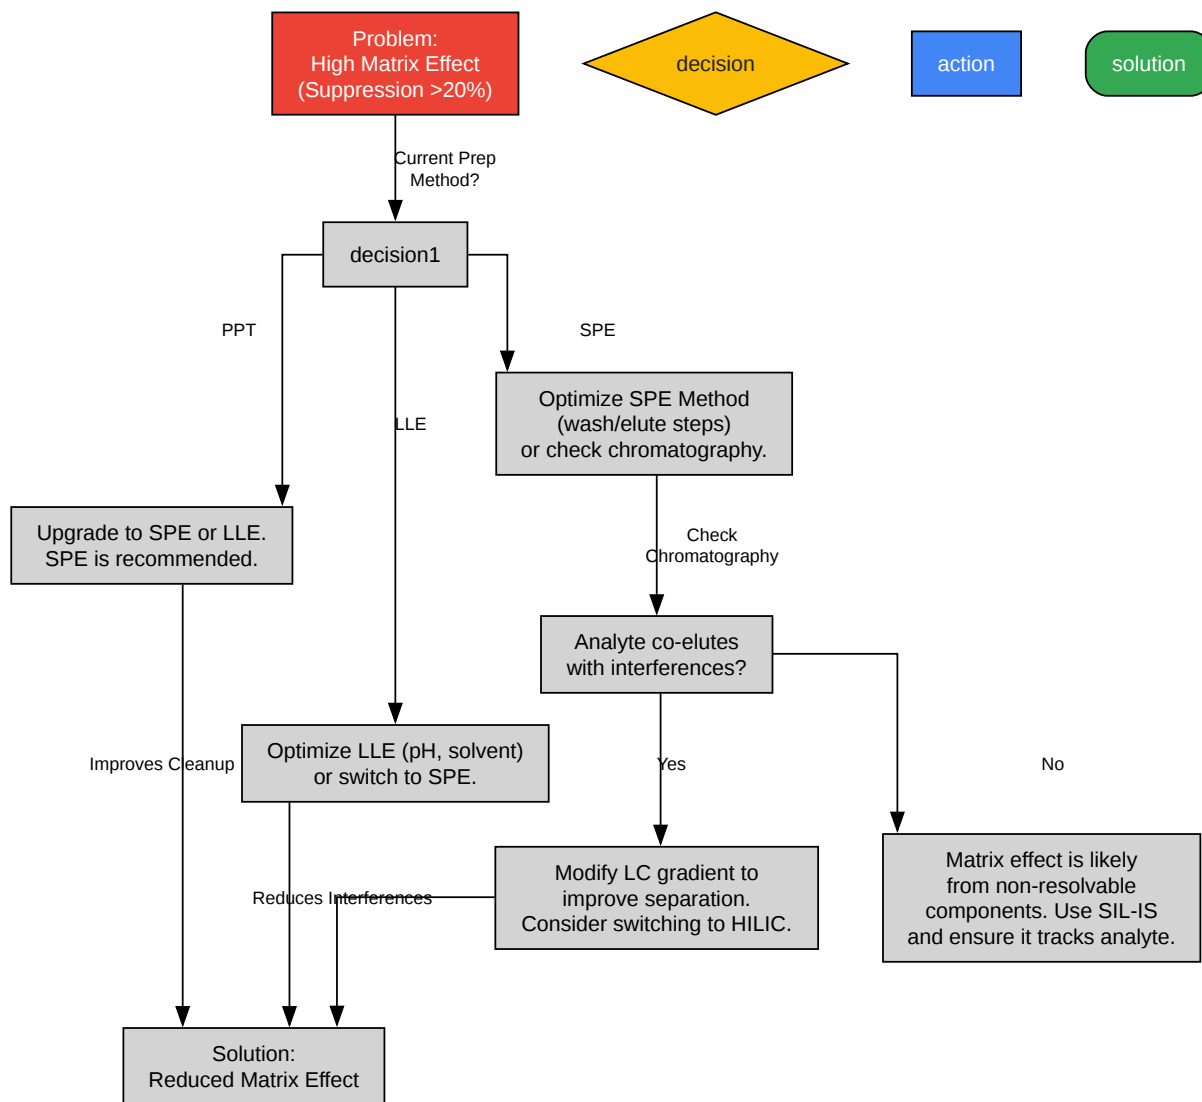 Problem:
High Matrix Effect
(Suppression >20%)
decision
action
solution
Current Prep
Method?
decision1
PPT
SPE
LLE
Optimize SPE Method
(wash/elute steps)
or check chromatography.
Upgrade to SPE or LLE.
SPE is recommended.
Check
Chromatography
Analyte co-elutes
with interferences?
Improves Cleanup
Optimize LLE (pH, solvent)
or switch to SPE.
Yes
No
Reduces Interferences
Modify LC gradient to
improve separation.
Consider switching to HILIC.
Matrix effect is likely
from non-resolvable
components. Use SIL-IS
and ensure it tracks analyte.
Solution:
Reduced Matrix Effect